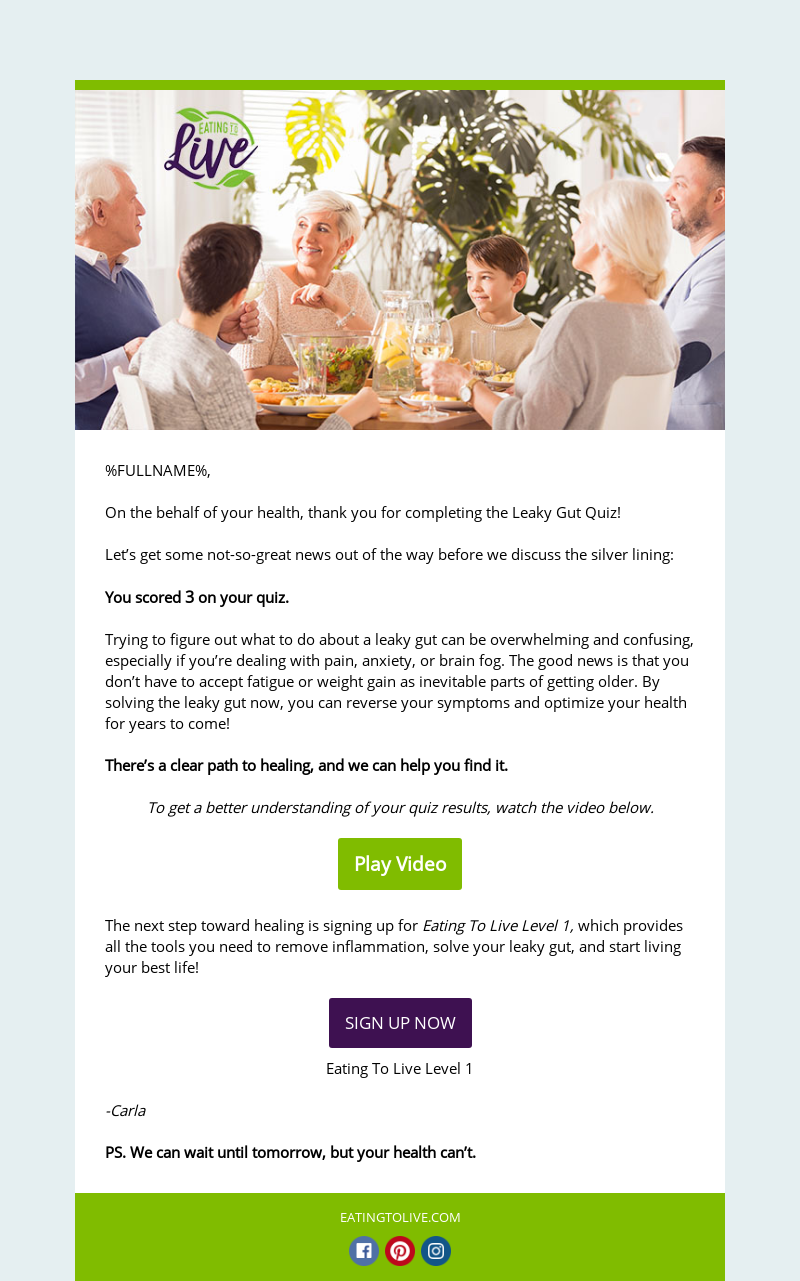 EATING TO
Live
%FULLNAME%,
On the behalf of your health, thank you for completing the Leaky Gut Quiz!
Let’s get some not-so-great news out of the way before we discuss the silver lining:
You scored 3 on your quiz.
Trying to figure out what to do about a leaky gut can be overwhelming and confusing,
especially if you’re dealing with pain, anxiety, or brain fog. The good news is that you
don’t have to accept fatigue or weight gain as inevitable parts of getting older. By
solving the leaky gut now, you can reverse your symptoms and optimize your health
for years to come!
There’s a clear path to healing, and we can help you find it.
To get a better understanding of your quiz results, watch the video below.
Play Video
The next step toward healing is signing up for Eating To Live Level 1, which provides
all the tools you need to remove inflammation, solve your leaky gut, and start living
your best life!
SIGN UP NOW
Eating To Live Level 1
-Carla
PS. We can wait until tomorrow, but your health can’t.
EATINGTOLIVE.COM